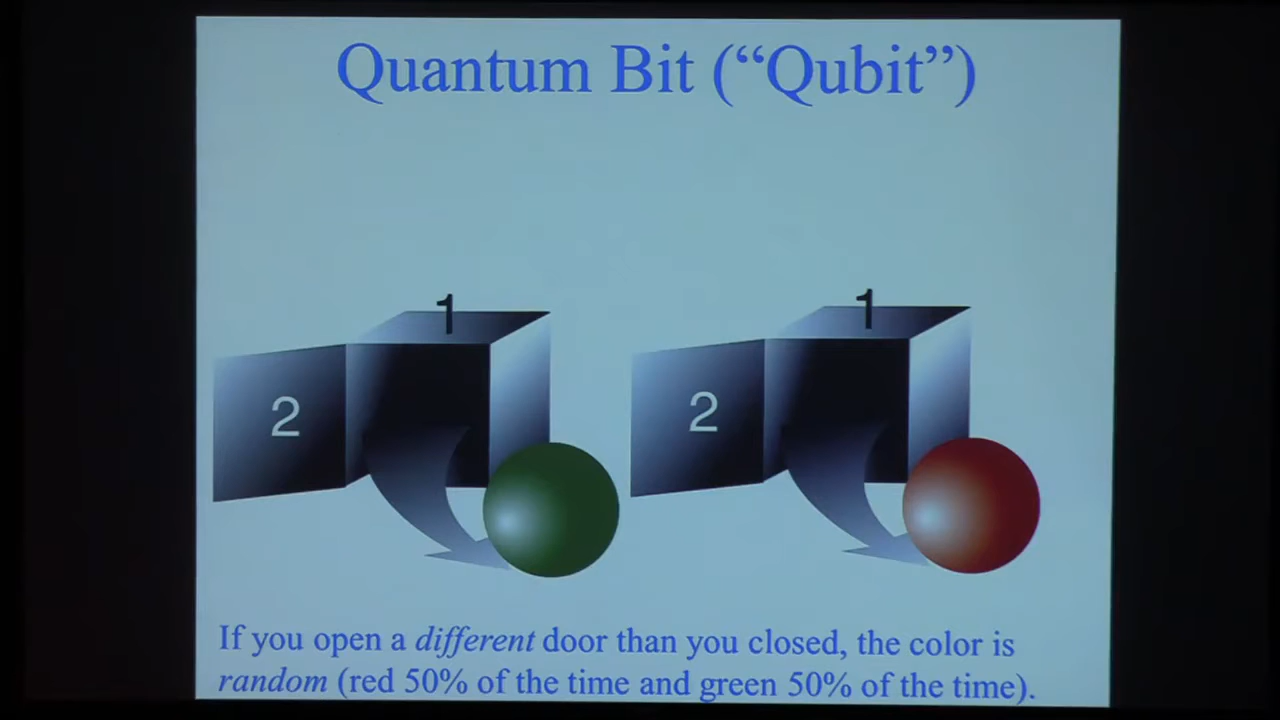 Quantum Bit (“Qubit”)
1
1
2
2
If you open a different door than you closed, the color is
random (red 50% of the time and green 50% of the time).